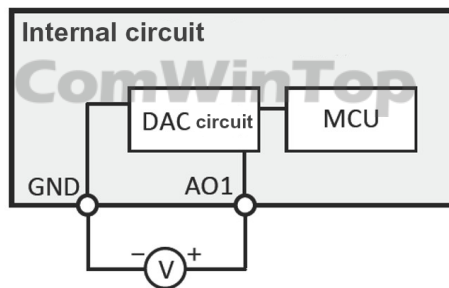 Internal circuit
ComWinTop
DAC circuit
MCU
GND
AO1
− +
V